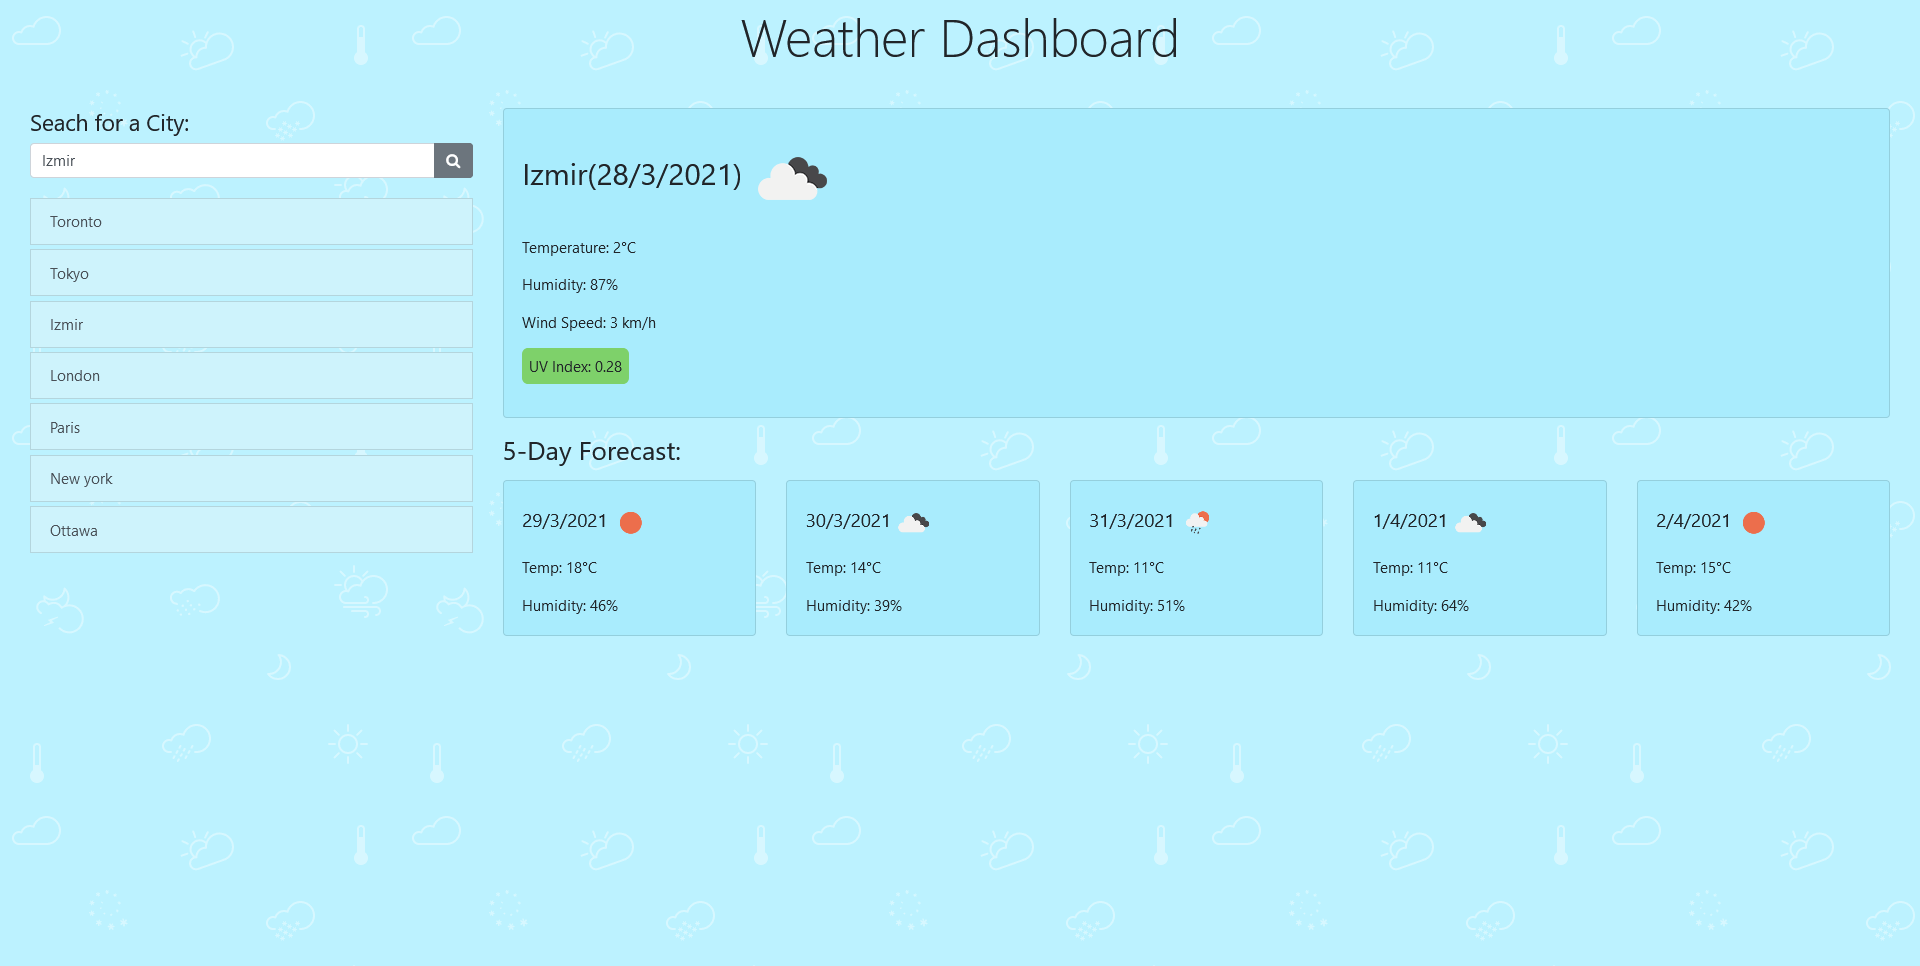 Weather Dashboard
Seach for a City:
Izmir
Toronto
Tokyo
Izmir
London
Paris
New york
Ottawa
Izmir(28/3/2021)
Temperature: 2°C
Humidity: 87%
Wind Speed: 3 km/h
UV Index: 0.28
5-Day Forecast:
29/3/2021
Temp: 18°C
Humidity: 46%
30/3/2021
Temp: 14°C
Humidity: 39%
31/3/2021
Temp: 11°C
Humidity: 51%
1/4/2021
Temp: 11°C
Humidity: 64%
2/4/2021
Temp: 15°C
Humidity: 42%